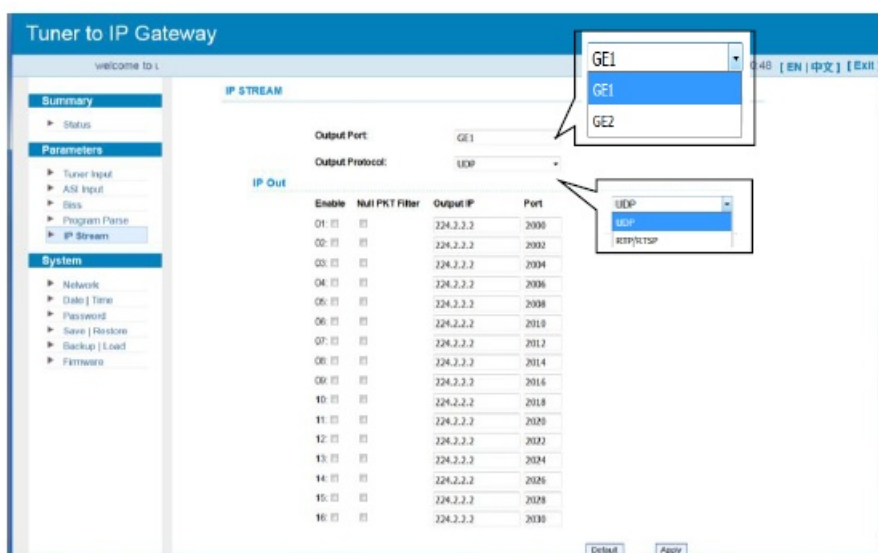 Tuner to IP Gateway
welcome to
:48 [ EN | 中文 ] [ Exit
GE1
GE1
GE2
Summary
Status
Parameters
Tuner Input
ASI Input
Biss
Program Parse
IP Stream
System
Network
Date | Time
Password
Save | Restore
Backup | Load
Firmware
IP STREAM
Output Port: GE1
Output Protocol: UDP
UDP
UDP
RTP/RTSP
IP Out
Enable Null PKT Filter Output IP Port
01: 224.2.2.2 2000
02: 224.2.2.2 2002
03: 224.2.2.2 2004
04: 224.2.2.2 2006
05: 224.2.2.2 2008
06: 224.2.2.2 2010
07: 224.2.2.2 2012
08: 224.2.2.2 2014
09: 224.2.2.2 2016
10: 224.2.2.2 2018
11: 224.2.2.2 2020
12: 224.2.2.2 2022
13: 224.2.2.2 2024
14: 224.2.2.2 2026
15: 224.2.2.2 2028
16: 224.2.2.2 2030
Default Apply